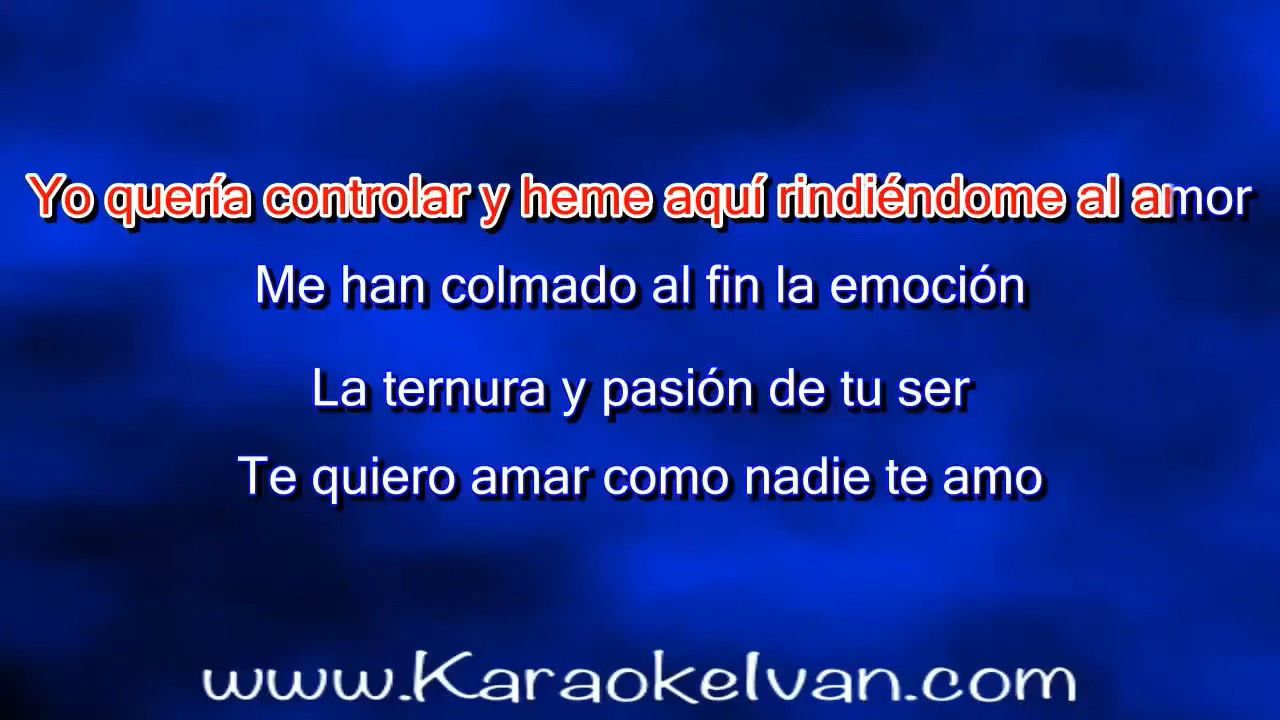 Yo quería controlar y heme aquí rindiéndome al amor
Me han colmado al fin la emoción
La ternura y pasión de tu ser
Te quiero amar como nadie te amo
www.KaraokeIvan.com